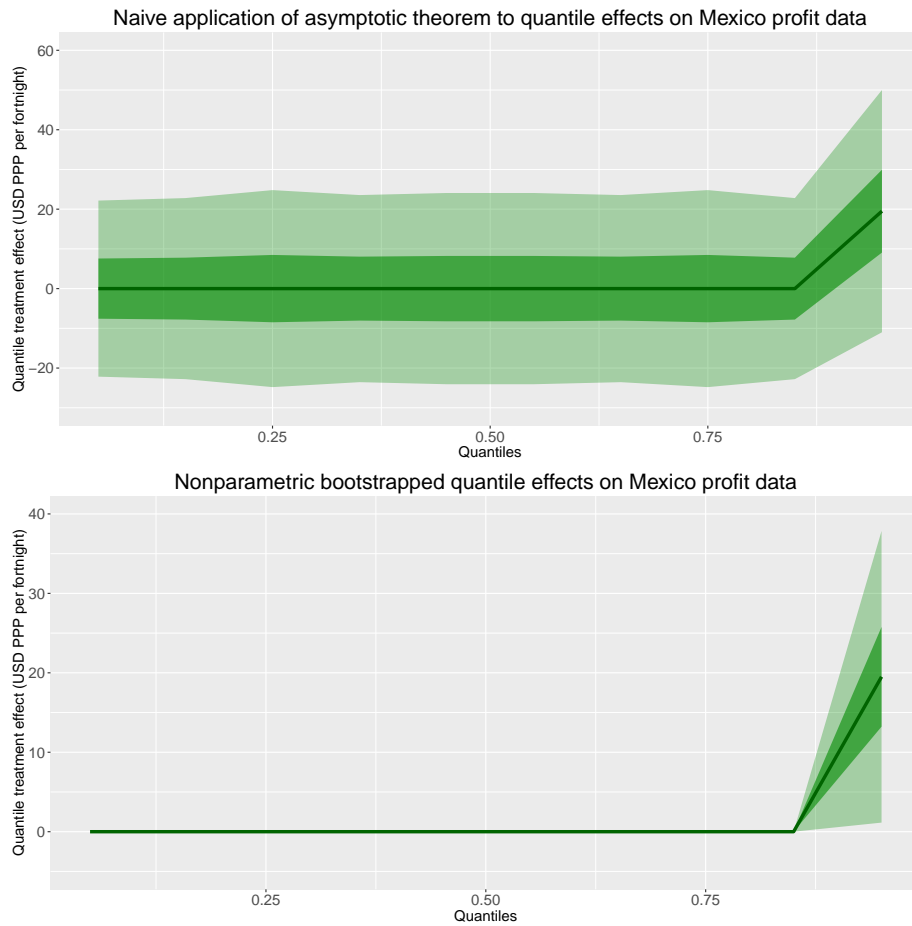 Naive application of asymptotic theorem to quantile effects on Mexico profit data
Quantile treatment effect (USD PPP per fortnight)
60
40
20
0
−20
0.25
0.50
0.75
Quantiles
Nonparametric bootstrapped quantile effects on Mexico profit data
Quantile treatment effect (USD PPP per fortnight)
40
30
20
10
0
0.25
0.50
0.75
Quantiles